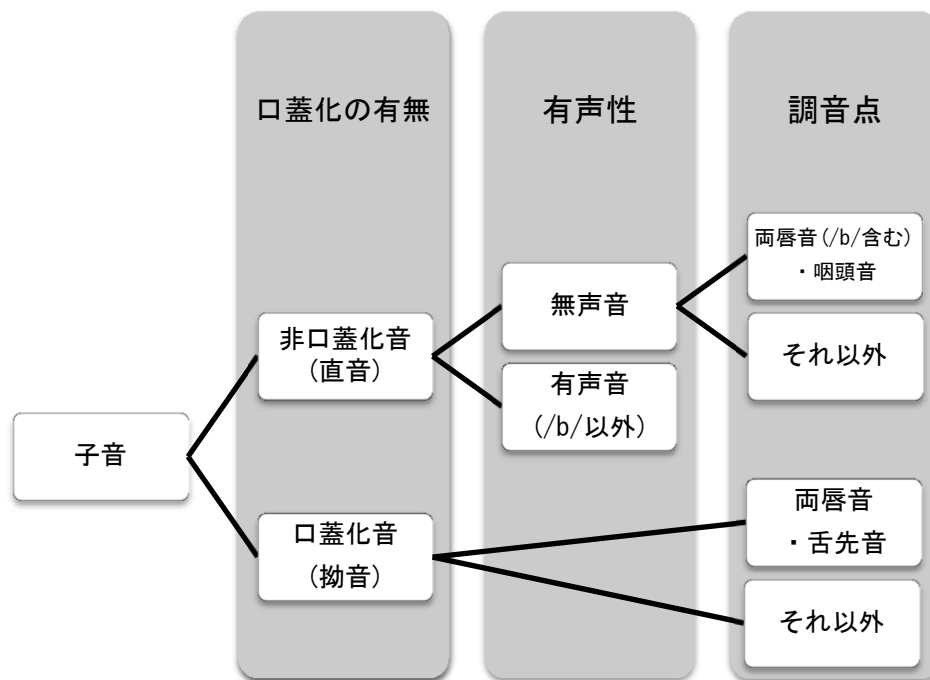 口蓋化の有無
有声性
調音点
両唇音(/b/含む)
・咽頭音
無声音
非口蓋化音
(直音)
それ以外
有声音
(/b/以外)
子音
両唇音
・舌先音
口蓋化音
(拗音)
それ以外